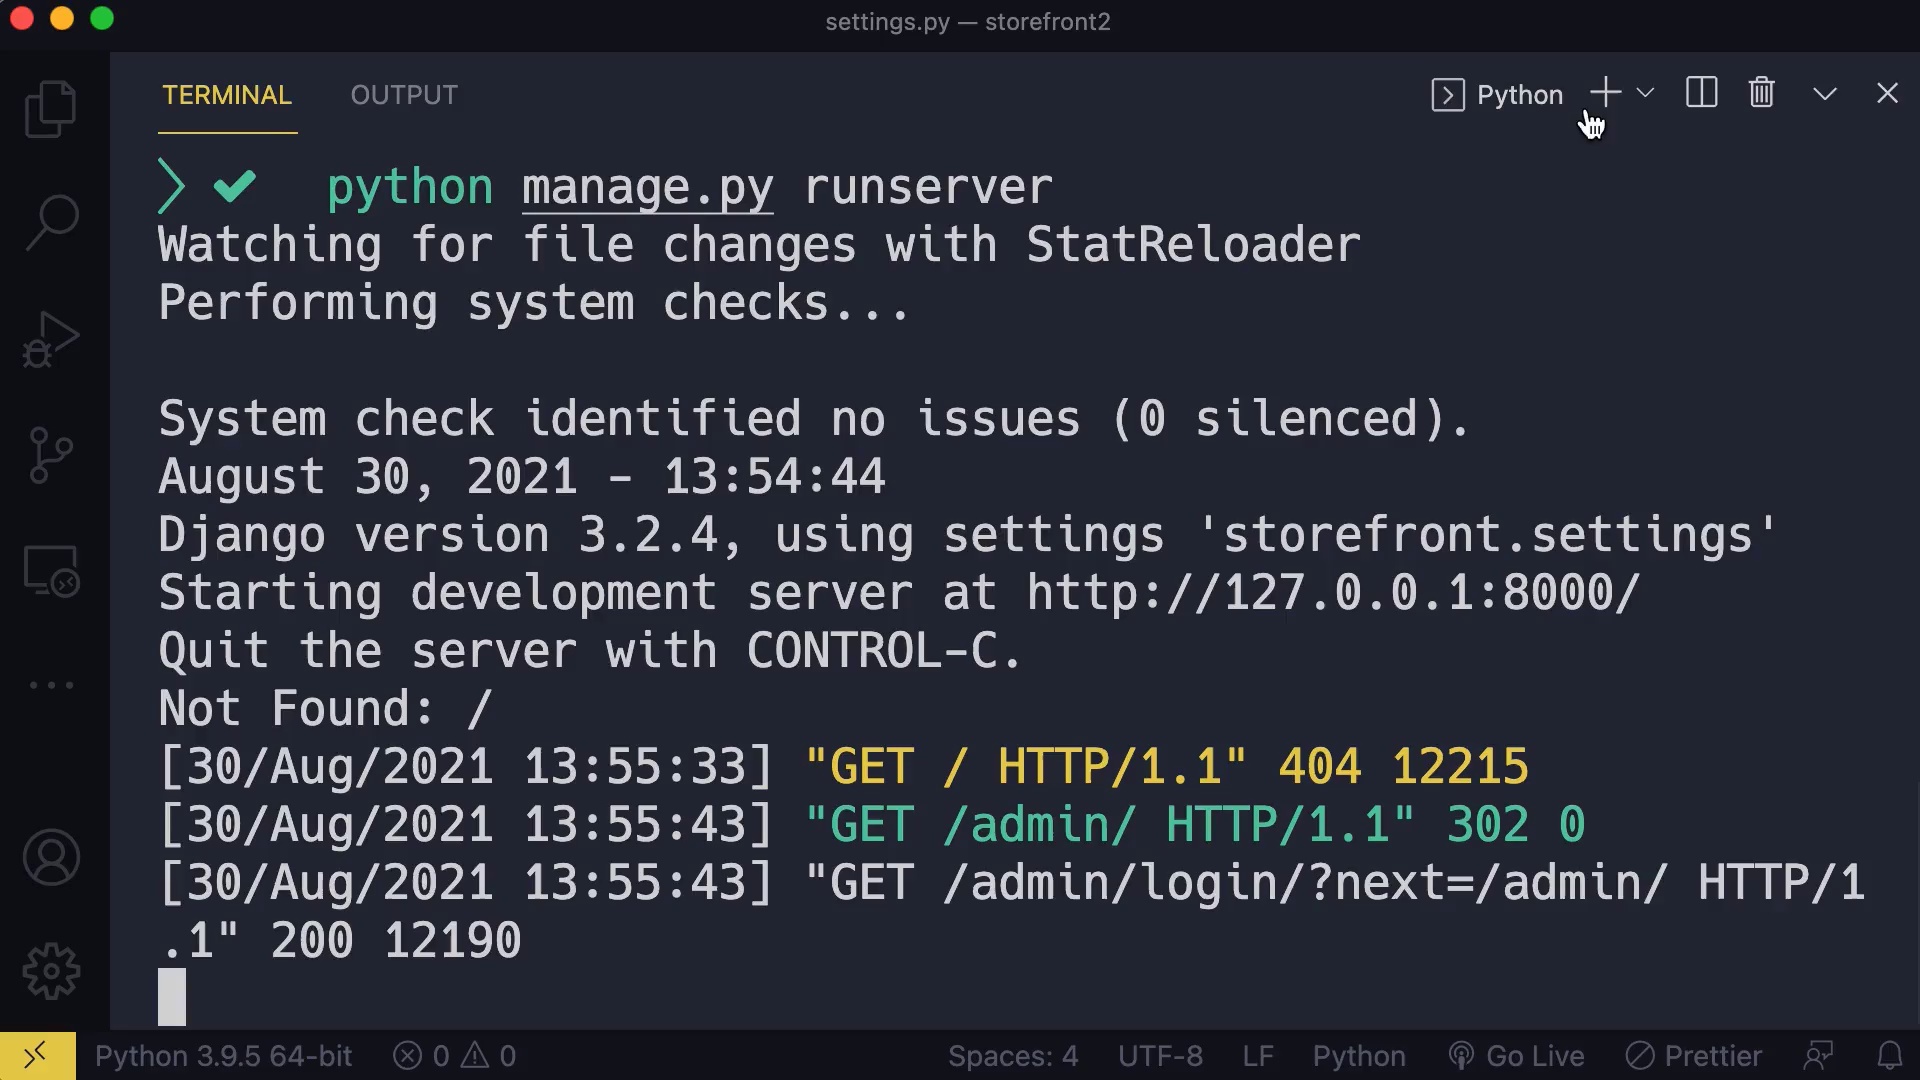 settings.py — storefront2
TERMINAL OUTPUT Python
python manage.py runserver
Watching for file changes with StatReloader
Performing system checks...
System check identified no issues (0 silenced).
August 30, 2021 - 13:54:44
Django version 3.2.4, using settings 'storefront.settings'
Starting development server at http://127.0.0.1:8000/
Quit the server with CONTROL-C.
Not Found: /
[30/Aug/2021 13:55:33] "GET / HTTP/1.1" 404 12215
[30/Aug/2021 13:55:43] "GET /admin/ HTTP/1.1" 302 0
[30/Aug/2021 13:55:43] "GET /admin/login/?next=/admin/ HTTP/1
.1" 200 12190
Python 3.9.5 64-bit 0 0 Spaces: 4 UTF-8 LF Python Go Live Prettier